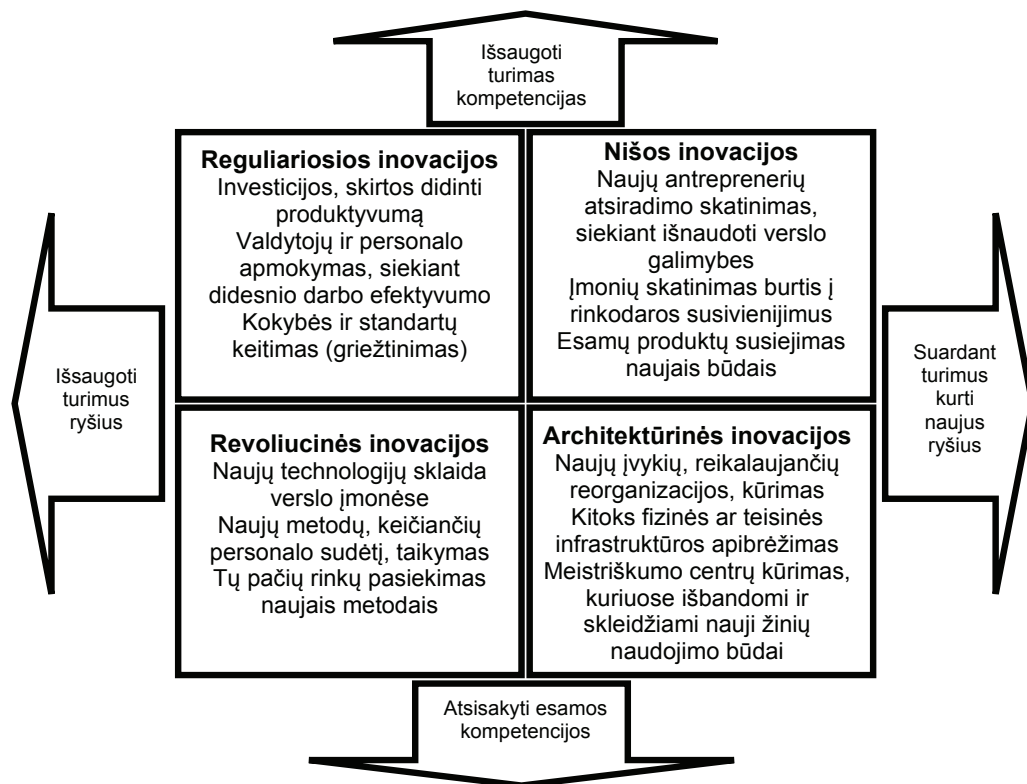 Išsaugoti
turimas
kompetencijas
Reguliariosios inovacijos
Investicijos, skirtos didinti
produktyvumą
Valdytojų ir personalo
apmokymas, siekiant
didesnio darbo efektyvumo
Kokybės ir standartų
keitimas (griežtinimas)
Nišos inovacijos
Naujų antreprenerių
atsiradimo skatinimas,
siekiant išnaudoti verslo
galimybes
Įmonių skatinimas burtis į
rinkodaros susivienijimus
Esamų produktų susiejimas
naujais būdais
Išsaugoti
turimus
ryšius
Suardant
turimus
kurti
naujus
ryšius
Revoliucinės inovacijos
Naujų technologijų sklaida
verslo įmonėse
Naujų metodų, keičiančių
personalo sudėtį, taikymas
Tų pačių rinkų pasiekimas
naujais metodais
Architektūrinės inovacijos
Naujų įvykių, reikalaujančių
reorganizacijos, kūrimas
Kitoks fizinės ar teisinės
infrastruktūros apibrėžimas
Meistriškumo centrų kūrimas,
kuriuose išbandomi ir
skleidžiami nauji žinių
naudojimo būdai
Atsisakyti esamos
kompetencijos